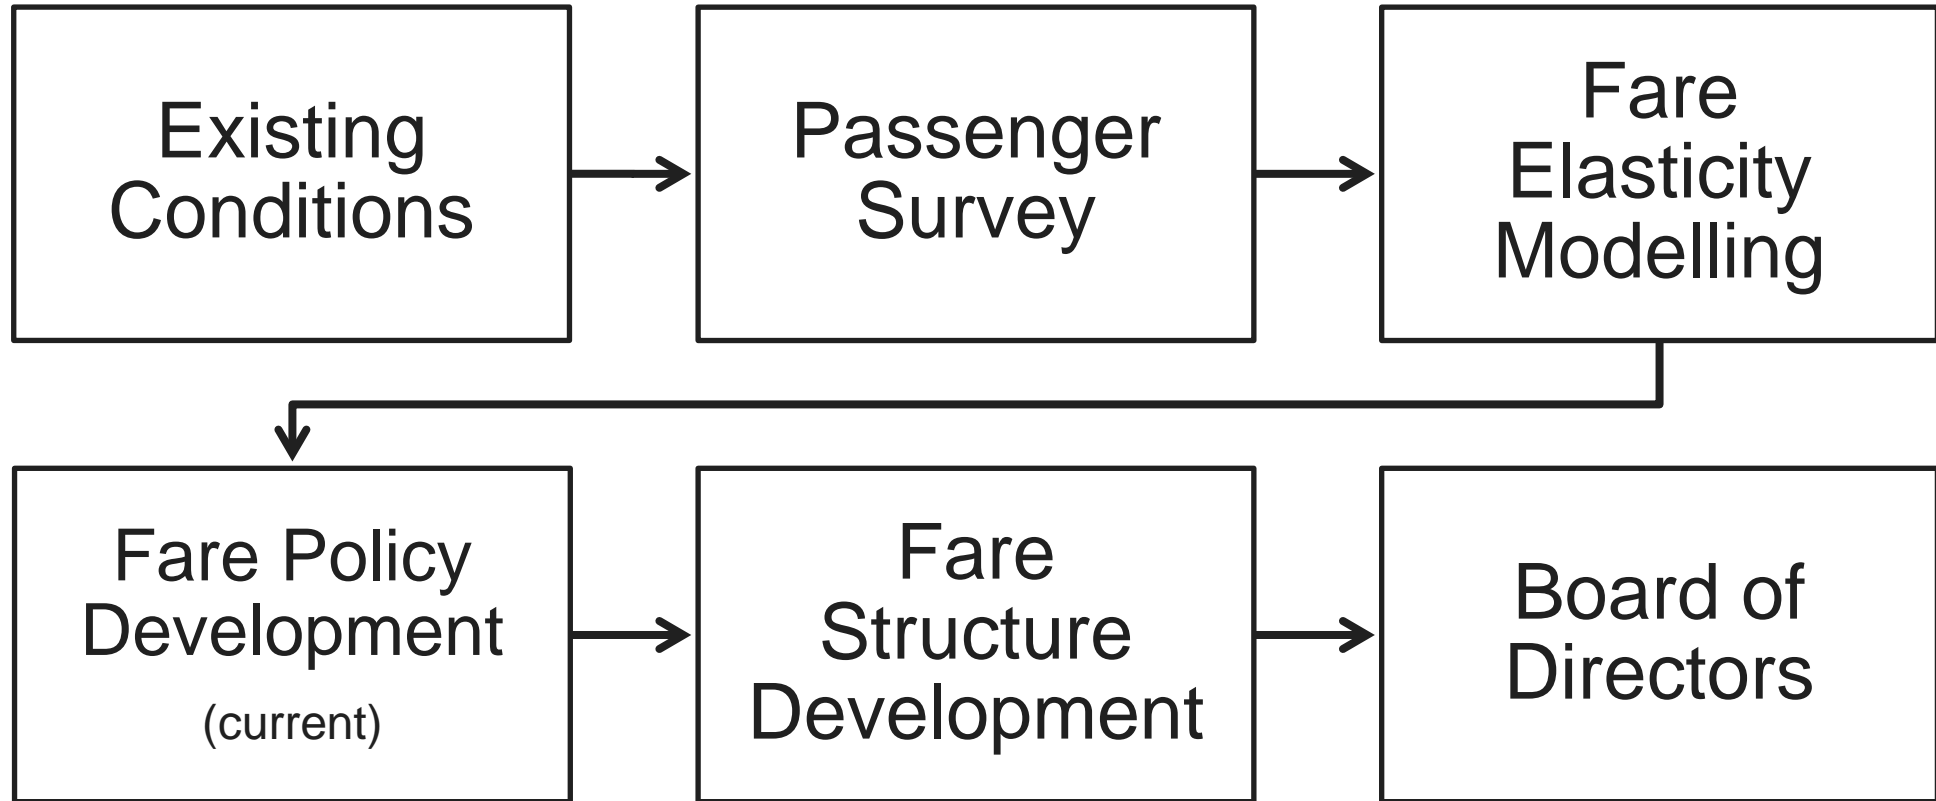 Existing
Conditions
Passenger
Survey
Fare
Elasticity
Modelling
Fare Policy
Development
(current)
Fare
Structure
Development
Board of
Directors